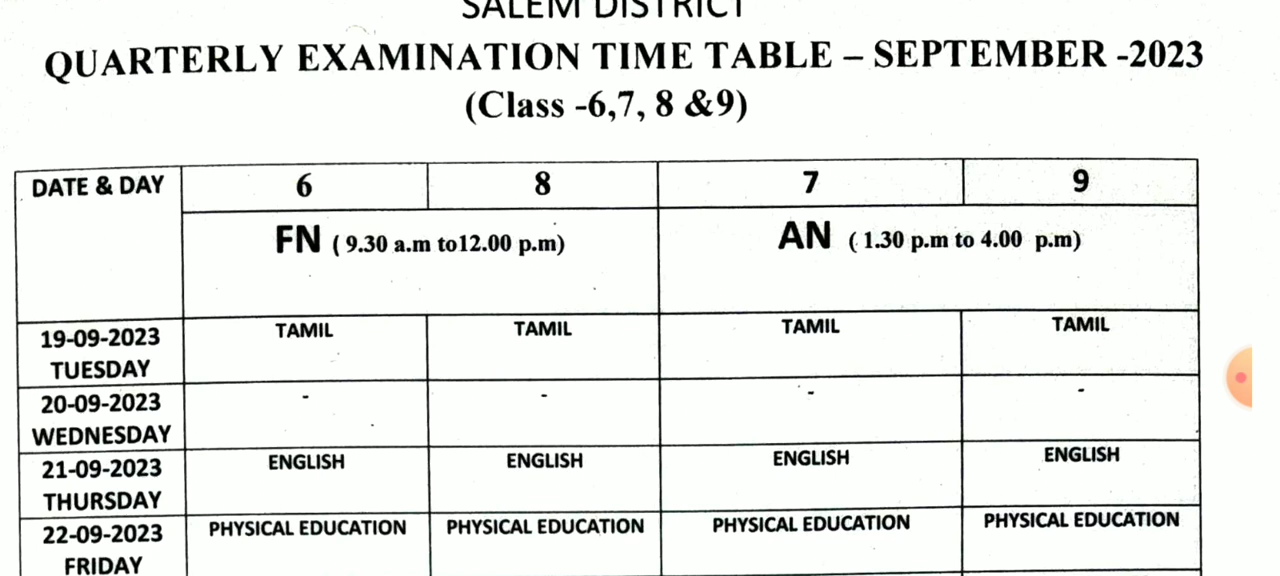 SALEM DISTRICT
QUARTERLY EXAMINATION TIME TABLE – SEPTEMBER -2023
(Class -6,7, 8 &9)
DATE & DAY 6 8 7 9
FN ( 9.30 a.m to12.00 p.m) AN ( 1.30 p.m to 4.00 p.m)
19-09-2023 TAMIL TAMIL TAMIL TAMIL
TUESDAY
20-09-2023 - - - -
WEDNESDAY
21-09-2023 ENGLISH ENGLISH ENGLISH ENGLISH
THURSDAY
22-09-2023 PHYSICAL EDUCATION PHYSICAL EDUCATION PHYSICAL EDUCATION PHYSICAL EDUCATION
FRIDAY